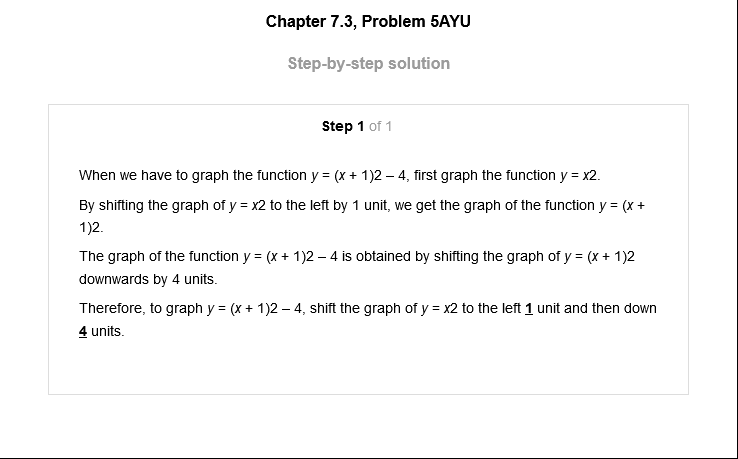 Chapter 7.3, Problem 5AYU
Step-by-step solution
Step 1 of 1
When we have to graph the function y = (x + 1)2 – 4, first graph the function y = x2.
By shifting the graph of y = x2 to the left by 1 unit, we get the graph of the function y = (x +
1)2.
The graph of the function y = (x + 1)2 – 4 is obtained by shifting the graph of y = (x + 1)2
downwards by 4 units.
Therefore, to graph y = (x + 1)2 – 4, shift the graph of y = x2 to the left 1 unit and then down
4 units.